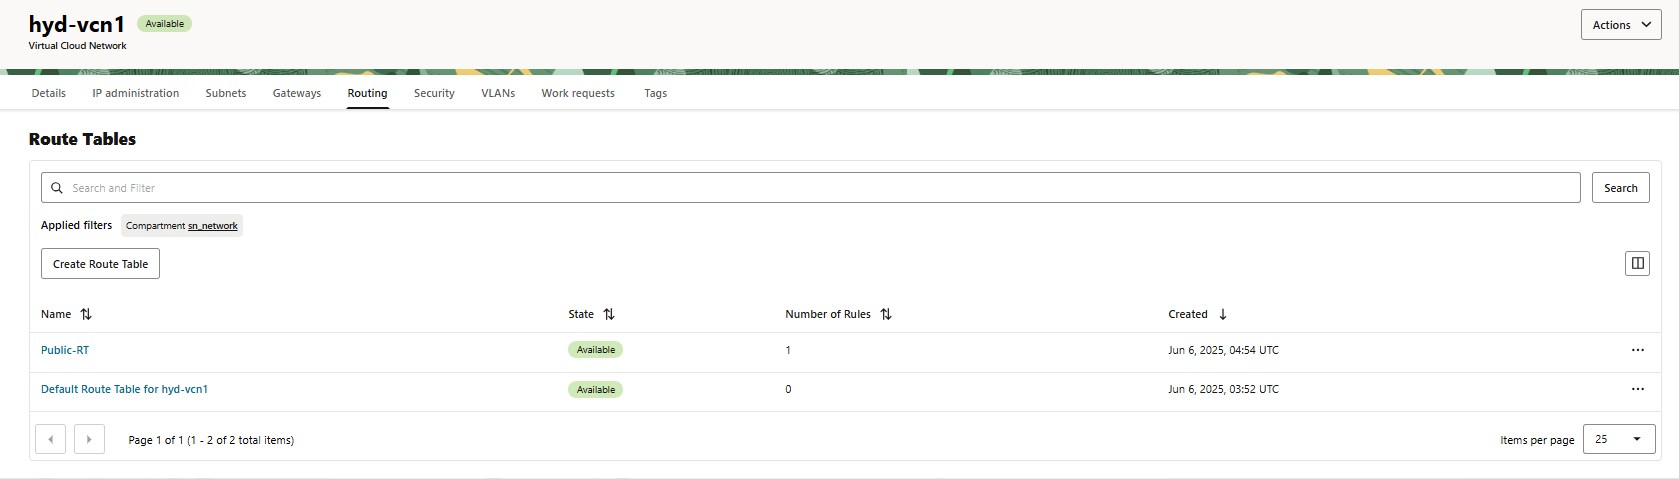 hyd-vcn1 Available
Actions
Virtual Cloud Network
Details IP administration Subnets Gateways Routing Security VLANs Work requests Tags
Route Tables
Search and Filter
Search
Applied filters Compartment sn_network
Create Route Table
Name State Number of Rules Created
Public-RT Available 1 Jun 6, 2025, 04:54 UTC
Default Route Table for hyd-vcn1 Available 0 Jun 6, 2025, 03:52 UTC
Page 1 of 1 (1 - 2 of 2 total items) Items per page 25